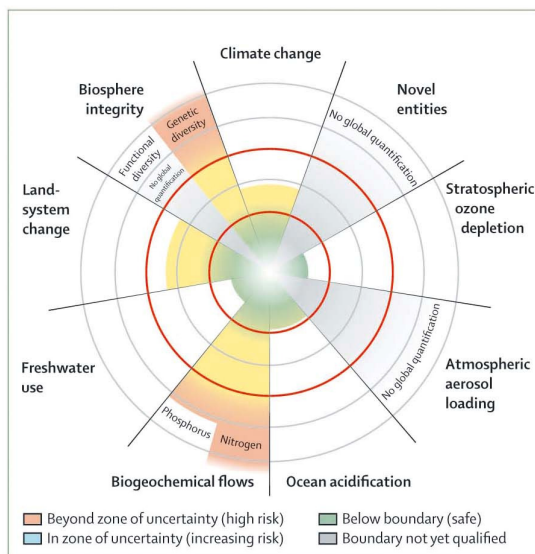 Climate change
Biosphere
integrity
Novel
entities
Genetic
diversity
Functional
diversity
No global
quantification
No global quantification
Land-
system
change
Stratospheric
ozone
depletion
Freshwater
use
No global quantification
Atmospheric
aerosol
loading
Phosphorus
Nitrogen
Biogeochemical flows
Ocean acidification
Beyond zone of uncertainty (high risk)
Below boundary (safe)
In zone of uncertainty (increasing risk)
Boundary not yet qualified